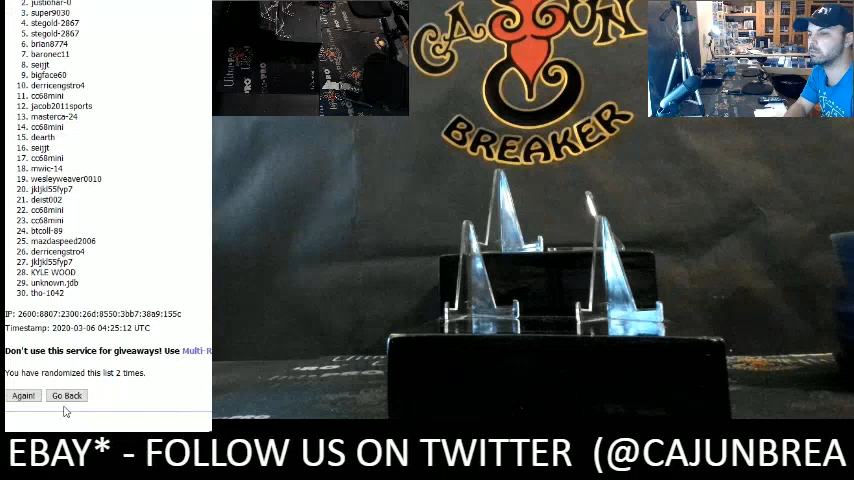 2. justinar-0
3. super9030
4. stegold-2867
5. stegold-2867
6. brian8774
7. baronec11
8. seijjt
9. bigface60
10. derricengstro4
11. cc68mini
12. jacob2011sports
13. masterca-24
14. cc68mini
15. dearth
16. seijjt
17. cc68mini
18. mwic-14
19. wesleyweaver0010
20. jkljkl55fyp7
21. deist002
22. cc68mini
23. cc68mini
24. btcoll-89
25. mazdaspeed2006
26. derricengstro4
27. jkljkl55fyp7
28. KYLE WOOD
29. unknown.jdb
30. tho-1042
IP: 2600:8807:2300:26d:8550:3bb7:38a9:155c
Timestamp: 2020-03-06 04:25:12 UTC
Don't use this service for giveaways! Use Multi-R
You have randomized this list 2 times.
Again! Go Back
CAJUN
BREAKER
EBAY* - FOLLOW US ON TWITTER (@CAJUNBREA